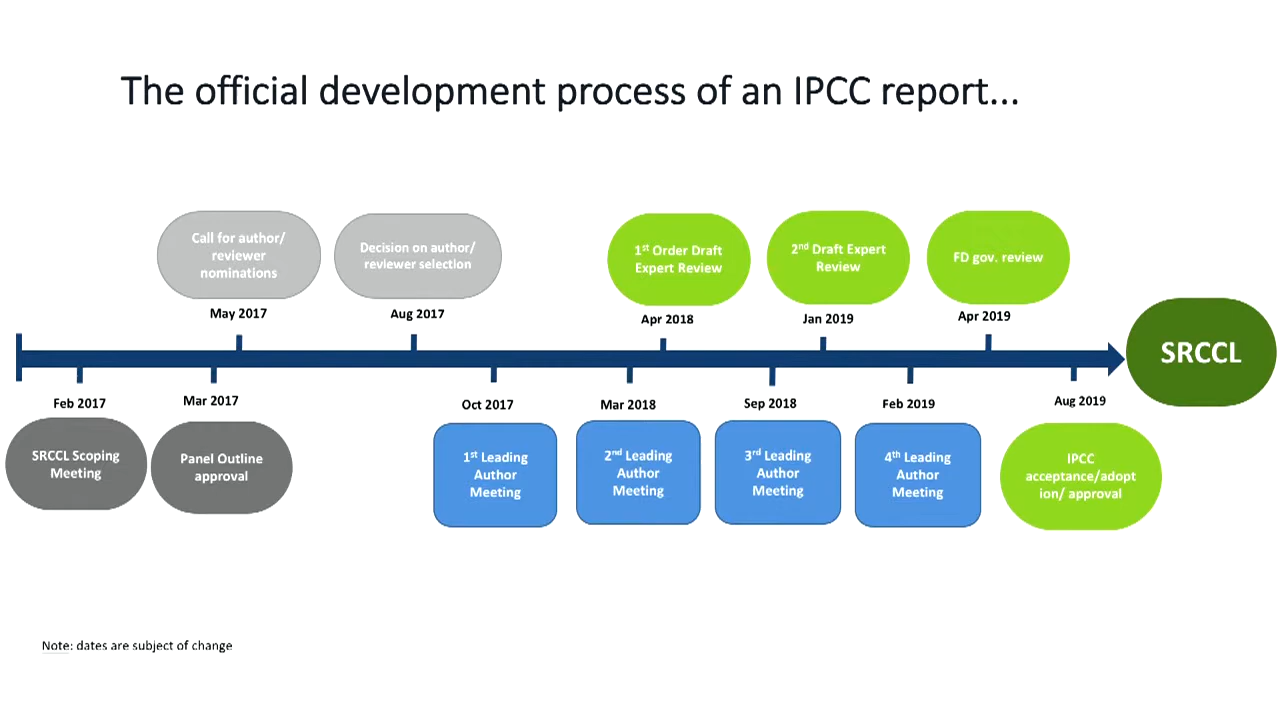 The official development process of an IPCC report...
Call for author/
reviewer
nominations
May 2017
Decision on author/
reviewer selection
Aug 2017
1st Order Draft
Expert Review
Apr 2018
2nd Draft Expert
Review
Jan 2019
FD gov. review
Apr 2019
SRCCL
Feb 2017
SRCCL Scoping
Meeting
Mar 2017
Panel Outline
approval
Oct 2017
1st Leading
Author
Meeting
Mar 2018
2nd Leading
Author
Meeting
Sep 2018
3rd Leading
Author
Meeting
Feb 2019
4th Leading
Author
Meeting
Aug 2019
IPCC
acceptance/adopt
ion/ approval
Note: dates are subject of change